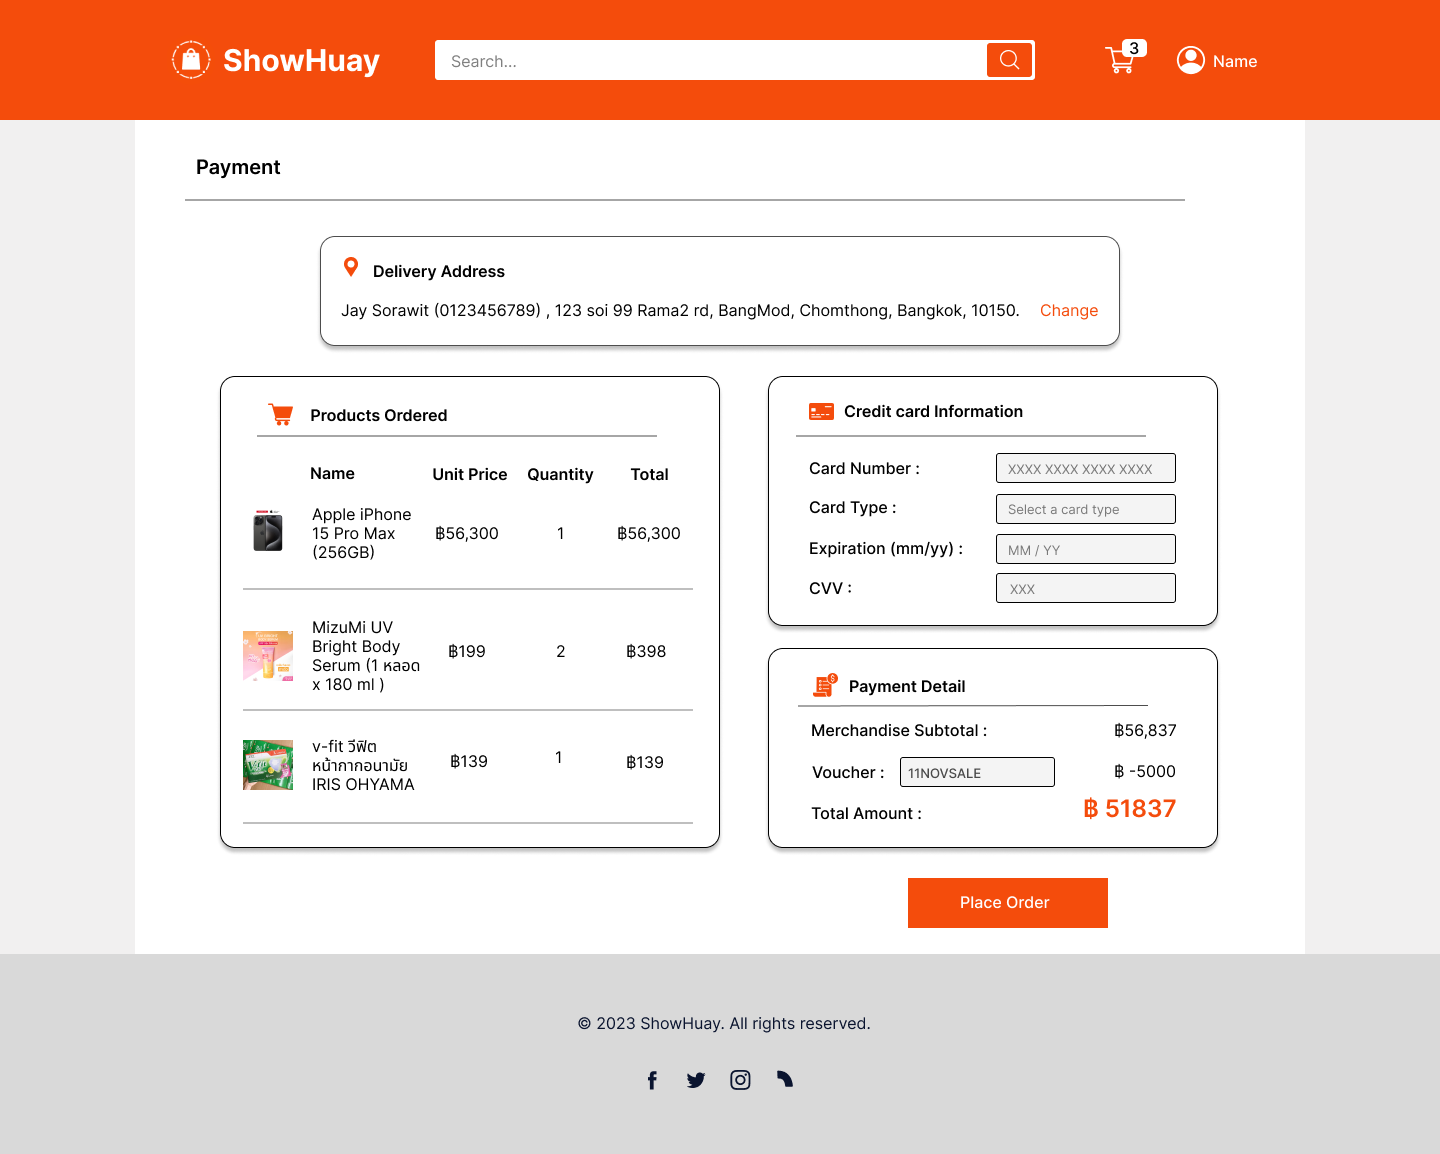 ShowHuay
Search...
3
Name
Payment
Delivery Address
Jay Sorawit (0123456789) , 123 soi 99 Rama2 rd, BangMod, Chomthong, Bangkok, 10150.
Change
Products Ordered
Name Unit Price Quantity Total
Apple iPhone
15 Pro Max
(256GB)
฿56,300 1 ฿56,300
MizuMi UV
Bright Body
Serum (1 หลอด
x 180 ml )
฿199 2 ฿398
v-fit วีฟิต
หน้ากากอนามัย
IRIS OHYAMA
฿139 1 ฿139
Credit card Information
Card Number : XXXX XXXX XXXX XXXX
Card Type : Select a card type
Expiration (mm/yy) : MM / YY
CVV : XXX
Payment Detail
Merchandise Subtotal : ฿56,837
Voucher : 11NOVSALE ฿ -5000
Total Amount : ฿ 51837
Place Order
© 2023 ShowHuay. All rights reserved.